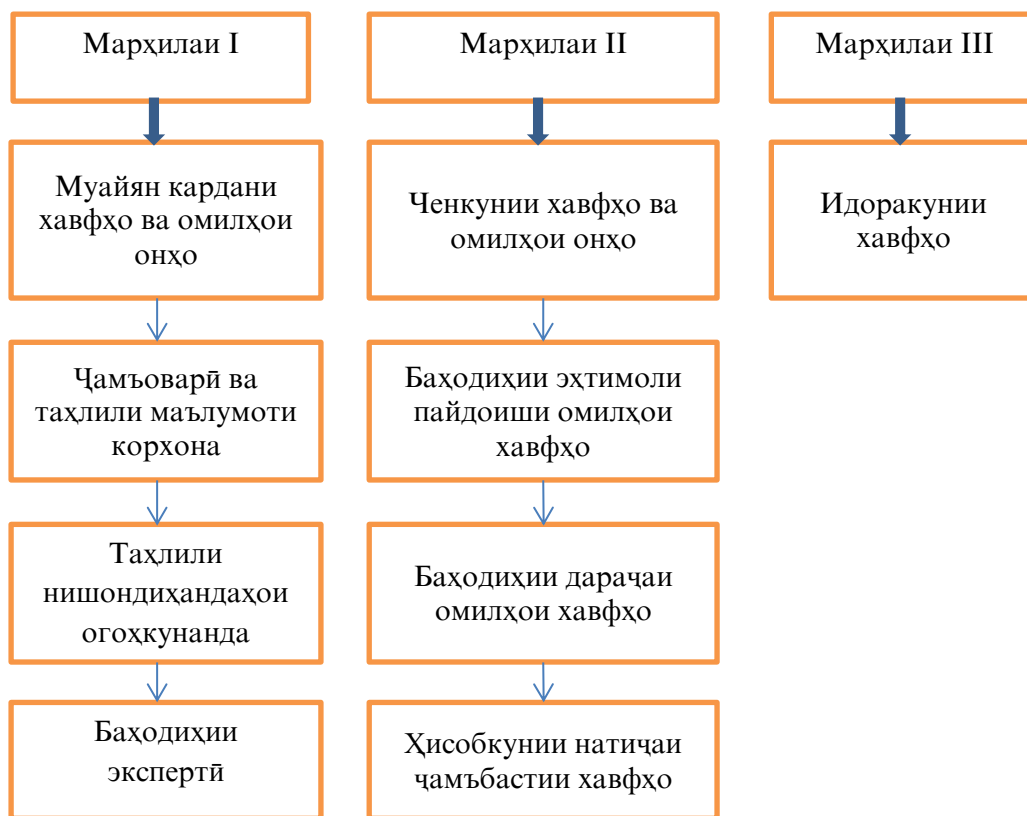 Марҳилаи I
Муайян кардани
хавфҳо ва омилҳои
онҳо
Ҷамъоварӣ ва
таҳлили маълумоти
корхона
Таҳлили
нишондиҳандаҳои
огоҳкунанда
Баҳодиҳии
экспертӣ
Марҳилаи II
Ченкунии хавфҳо ва
омилҳои онҳо
Баҳодиҳии эҳтимоли
пайдоиши омилҳои
хавфҳо
Баҳодиҳии дараҷаи
омилҳои хавфҳо
Ҳисобкунии натиҷаи
ҷамъбастии хавфҳо
Марҳилаи III
Идоракунии
хавфҳо